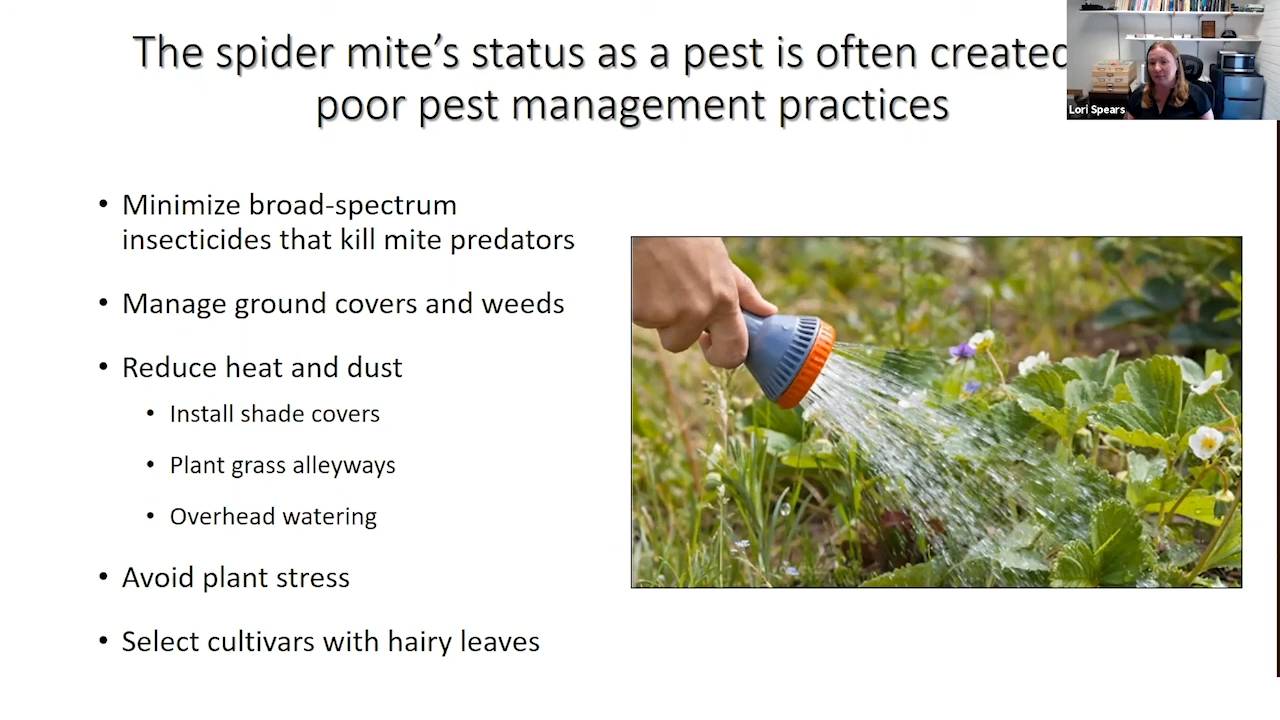 The spider mite's status as a pest is often created
poor pest management practices
Lori Spears
• Minimize broad-spectrum
insecticides that kill mite predators
• Manage ground covers and weeds
• Reduce heat and dust
• Install shade covers
• Plant grass alleyways
• Overhead watering
• Avoid plant stress
• Select cultivars with hairy leaves